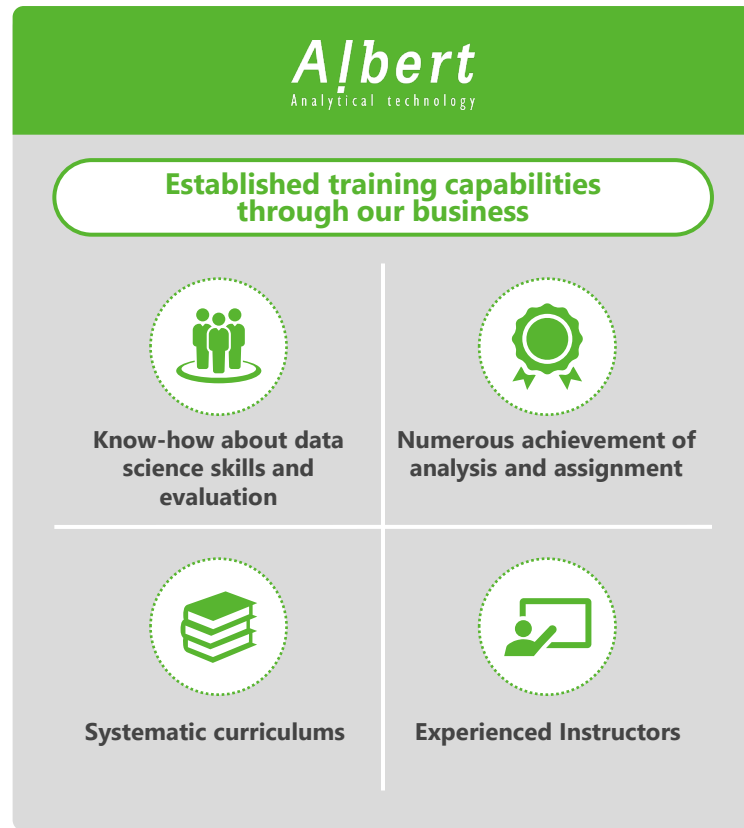 A!bert
Analytical technology
Established training capabilities
through our business
Know-how about data
science skills and
evaluation
Numerous achievement of
analysis and assignment
Systematic curriculums
Experienced Instructors